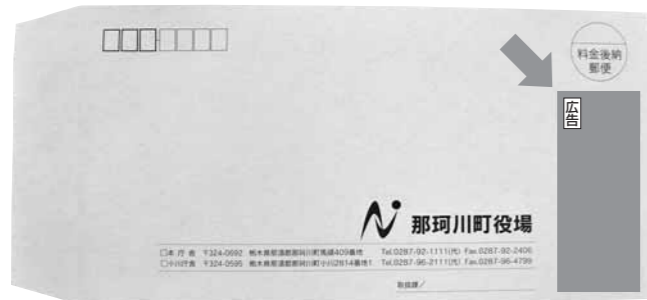 料金後納
郵便
広告
那珂川町役場
□本庁舎 〒324-0692 栃木県那須郡那珂川町馬頭409番地 Tel.0287-92-1111(代) Fax.0287-92-2406
□小川庁舎 〒324-0595 栃木県那須郡那珂川町小川2814番地1 Tel.0287-96-2111(代) Fax.0287-96-4799
取扱課/